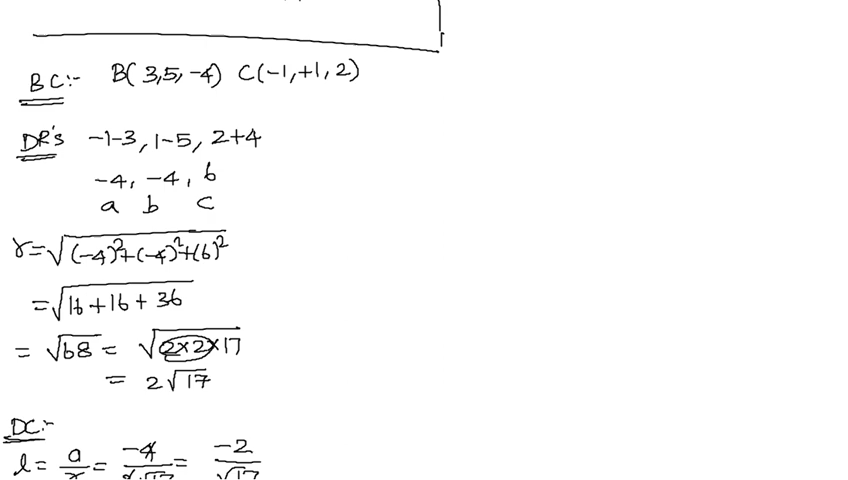 BC:- B(3,5,-4) C(-1,+1,2)
DR's -1-3, 1-5, 2+4
-4, -4, 6
a b c
r=√((-4)²+(-4)²+(6)²)
=√(16+16+36)
= √68 = √(2×2×17)
= 2√17
DC:-
l = a/r = -4/2√17 = -2/√17